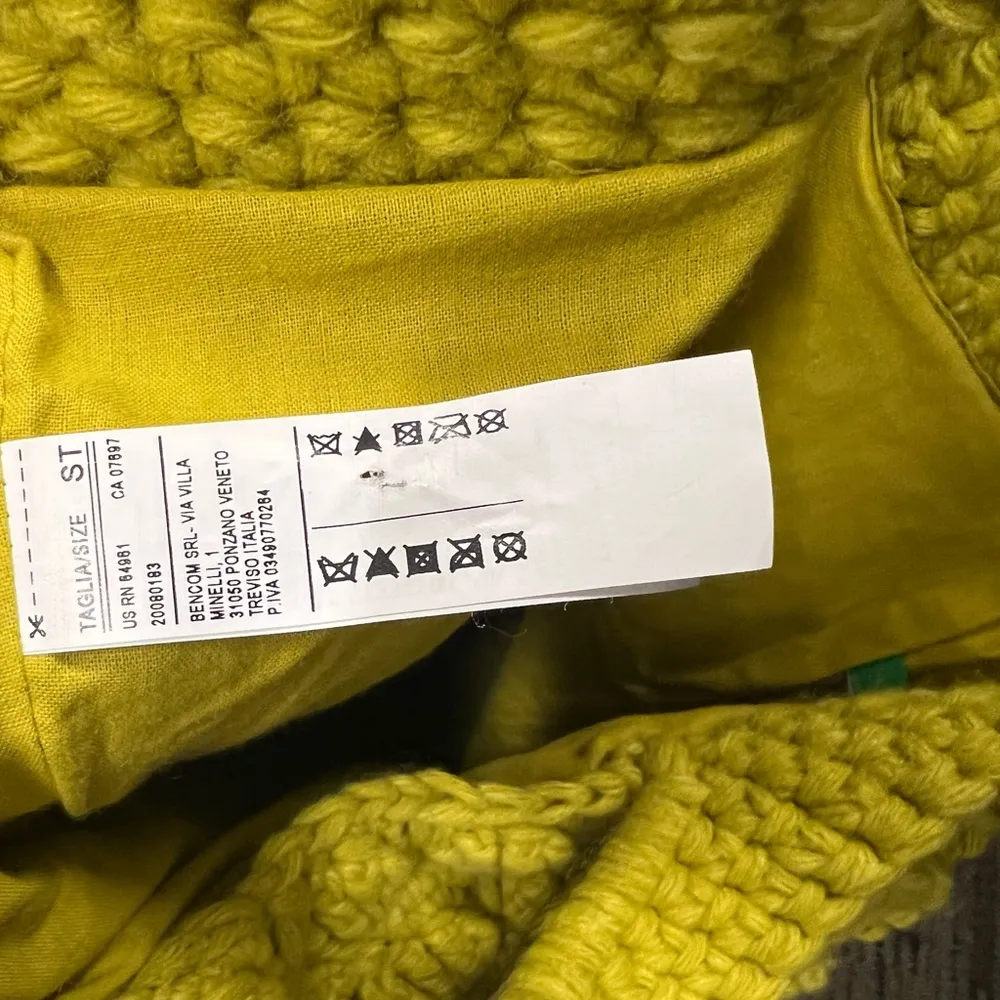 TAGLIA/SIZE ST
US RN 64981 CA 07897
20080183
BENCOM SRL- VIA VILLA
MINELLI, 1
31050 PONZANO VENETO
TREVISO ITALIA
P.IVA 03490770264